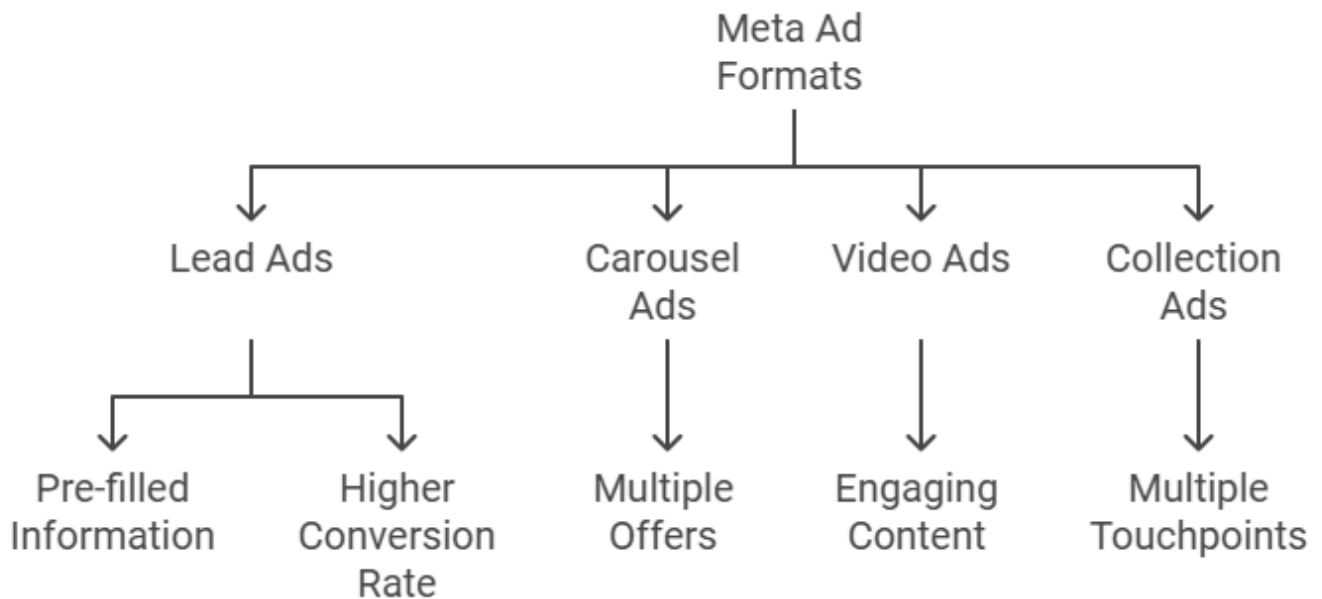 Meta Ad
Formats
Lead Ads
Carousel
Ads
Video Ads
Collection
Ads
Pre-filled
Information
Higher
Conversion
Rate
Multiple
Offers
Engaging
Content
Multiple
Touchpoints